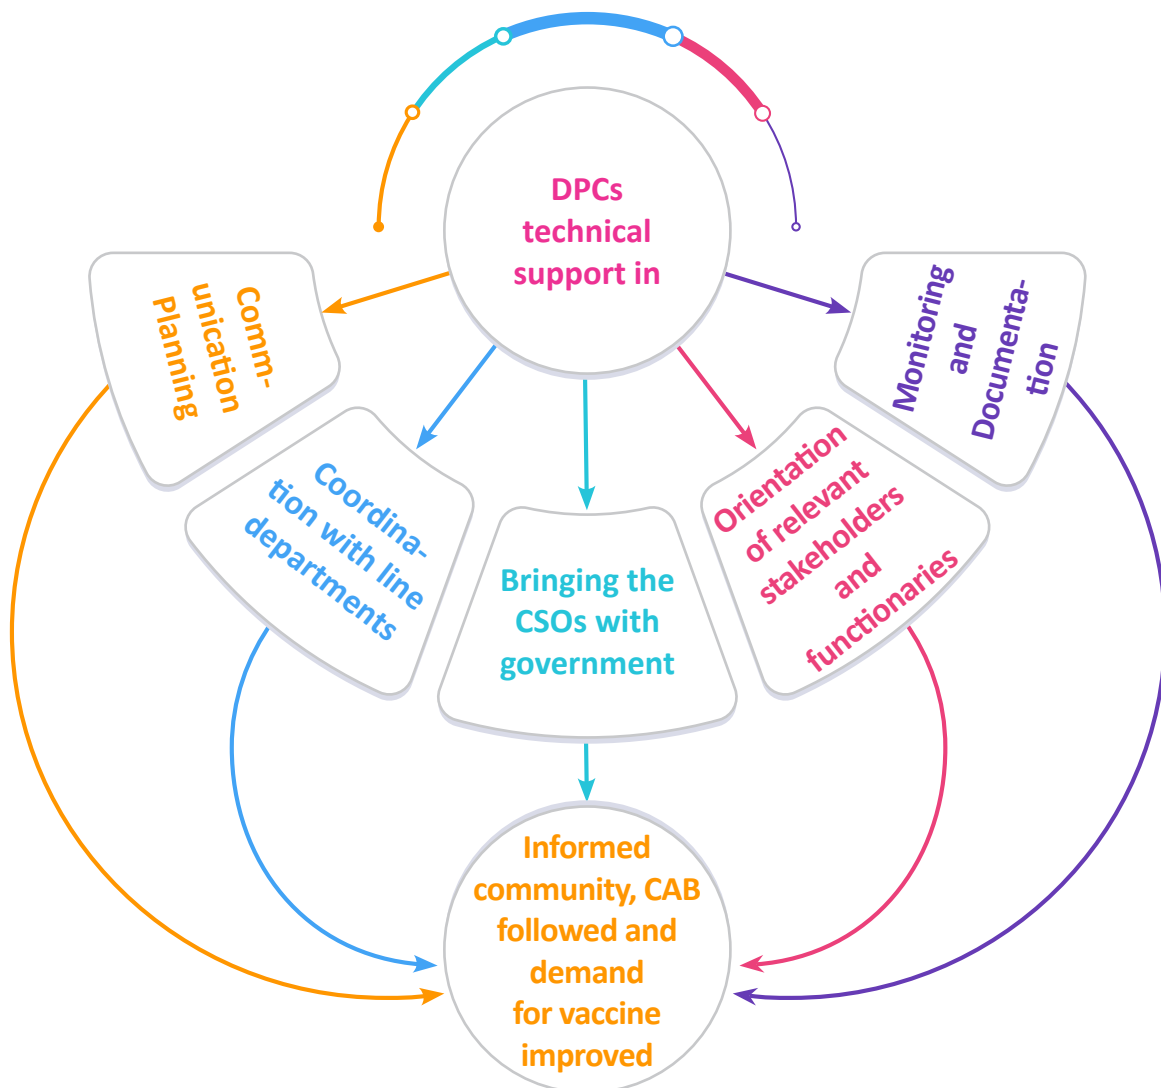 DPCs
technical
support in
Comm-
unication
Planning
Coordina-
tion with line
departments
Bringing the
CSOs with
government
Orientation
of relevant
stakeholders
and
functionaries
Monitoring
and
Documenta-
tion
Informed
community, CAB
followed and
demand
for vaccine
improved